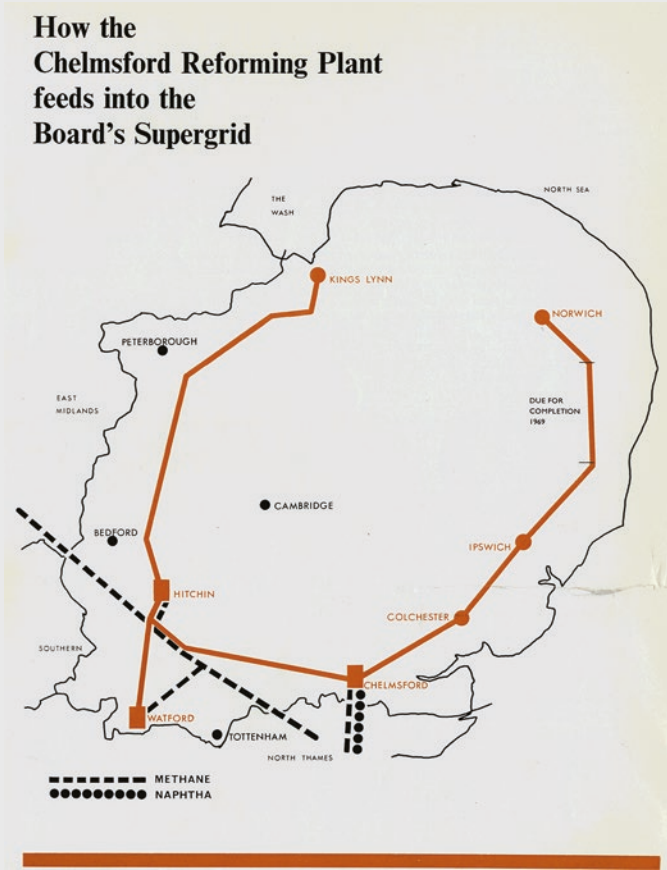 How the
Chelmsford Reforming Plant
feeds into the
Board's Supergrid
NORTH SEA
THE
WASH
KINGS LYNN
NORWICH
PETERBOROUGH
EAST
MIDLANDS
DUE FOR
COMPLETION
1969
CAMBRIDGE
BEDFORD
IPSWICH
HITCHIN
COLCHESTER
SOUTHERN
CHELMSFORD
WATFORD
TOTTENHAM
NORTH THAMES
METHANE
NAPHTHA